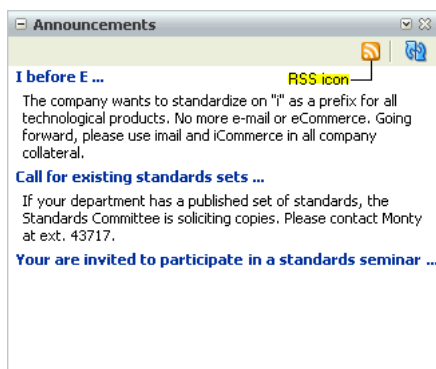 Announcements
RSS icon
I before E ...
The company wants to standardize on "i" as a prefix for all
technological products. No more e-mail or eCommerce. Going
forward, please use imail and iCommerce in all company
collateral.
Call for existing standards sets ...
If your department has a published set of standards, the
Standards Committee is soliciting copies. Please contact Monty
at ext. 43717.
Your are invited to participate in a standards seminar ...